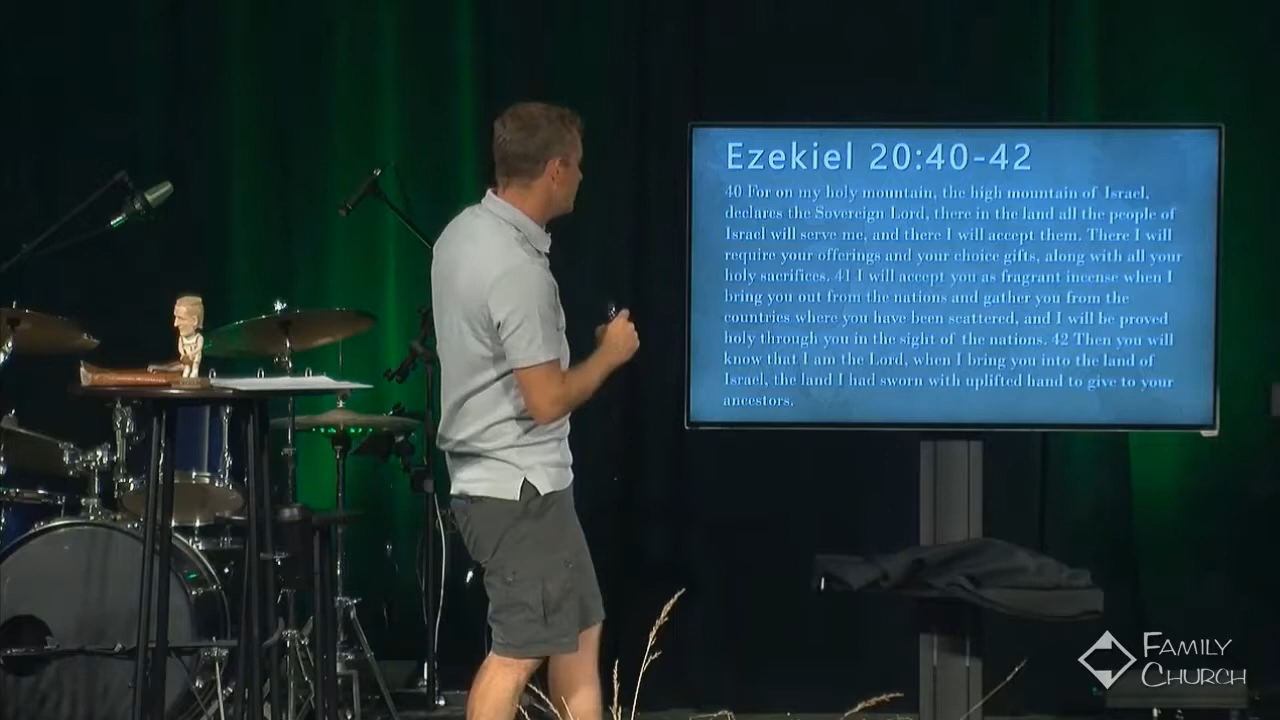 Ezekiel 20:40-42
40 For on my holy mountain, the high mountain of Israel,
declares the Sovereign Lord, there in the land all the people of
Israel will serve me, and there I will accept them. There I will
require your offerings and your choice gifts, along with all your
holy sacrifices. 41 I will accept you as fragrant incense when I
bring you out from the nations and gather you from the
countries where you have been scattered, and I will be proved
holy through you in the sight of the nations. 42 Then you will
know that I am the Lord, when I bring you into the land of
Israel, the land I had sworn with uplifted hand to give to your
ancestors.
FAMILY
CHURCH